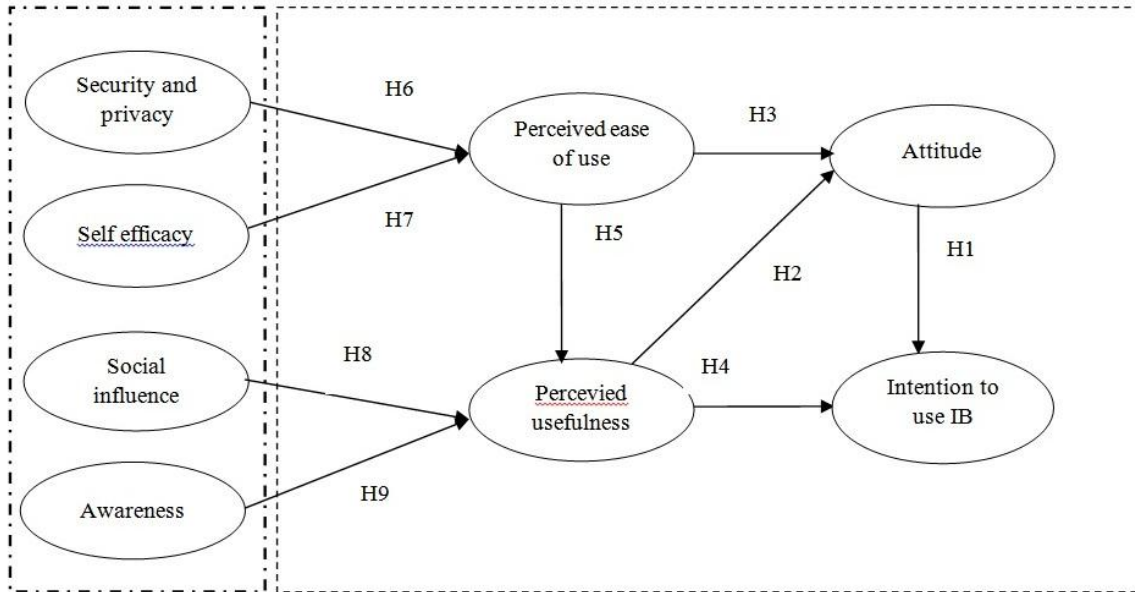 Security and
privacy
Self efficacy
Social
influence
Awareness
H6
H7
H8
H9
Perceived ease
of use
H5
Percevied
usefulness
H3
H2
H4
Attitude
H1
Intention to
use IB